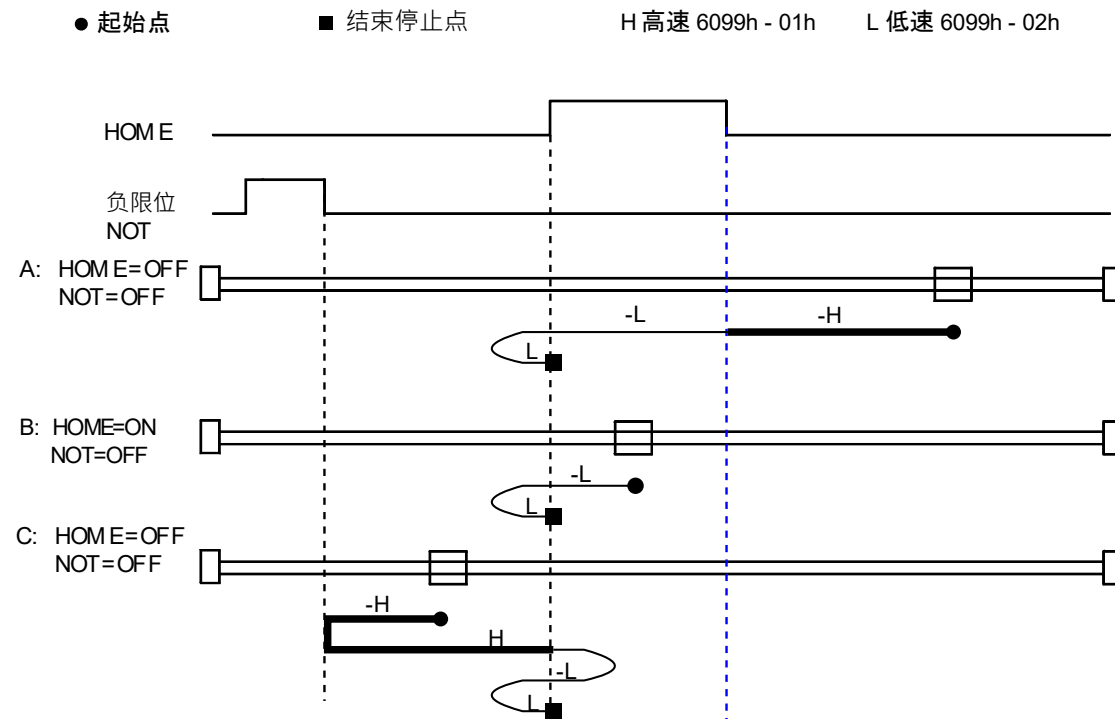 ● 起始点 ■ 结束停止点 H 高速 6099h - 01h L 低速 6099h - 02h
HOME
负限位
NOT
A: HOME=OFF
NOT=OFF
-L -H
L
B: HOME=ON
NOT=OFF
-L
L
C: HOME=OFF
NOT=OFF
-H
H
-L
L